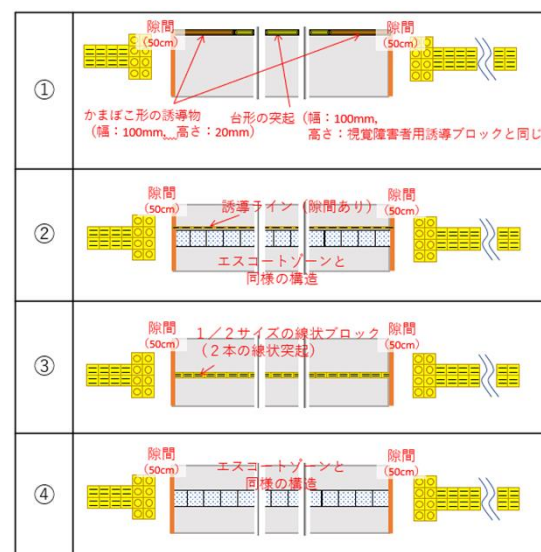 ①
隙間
(50cm)
隙間
(50cm)
かまぼこ形の誘導物
(幅：100mm、高さ：20mm)
台形の突起（幅：100mm,
高さ：視覚障害者用誘導ブロックと同じ
②
隙間
(50cm)
誘導ライン（隙間あり）
隙間
(50cm)
エスコートゾーンと
同様の構造
③
隙間
(50cm)
１／２サイズの線状ブロック
（２本の線状突起）
隙間
(50cm)
④
隙間
(50cm)
エスコートゾーンと
同様の構造
隙間
(50cm)